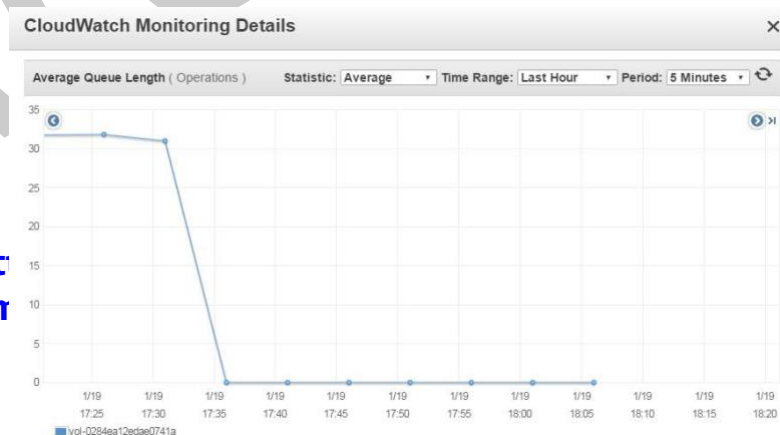 CloudWatch Monitoring Details
×
Average Queue Length ( Operations ) Statistic: Average Time Range: Last Hour Period: 5 Minutes
35
30
25
20
15
10
5
0
1/19 1/19 1/19 1/19 1/19 1/19 1/19 1/19 1/19 1/19 1/19 1/19
17:25 17:30 17:35 17:40 17:45 17:50 17:55 18:00 18:05 18:10 18:15 18:20
vol-0284ea12edae0741a